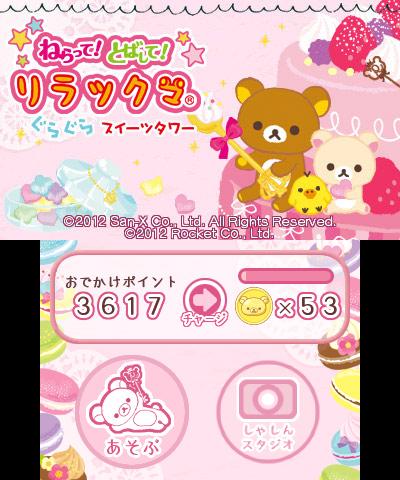 ねらって!とばして!
リラックマ®
ぐらぐら スイーツタワー
©2012 San-X Co., Ltd. All Rights Reserved.
©2012 Rocket Co., Ltd.
おでかけポイント
3617
チャージ
×53
あそぶ
しゃしん
スタジオ